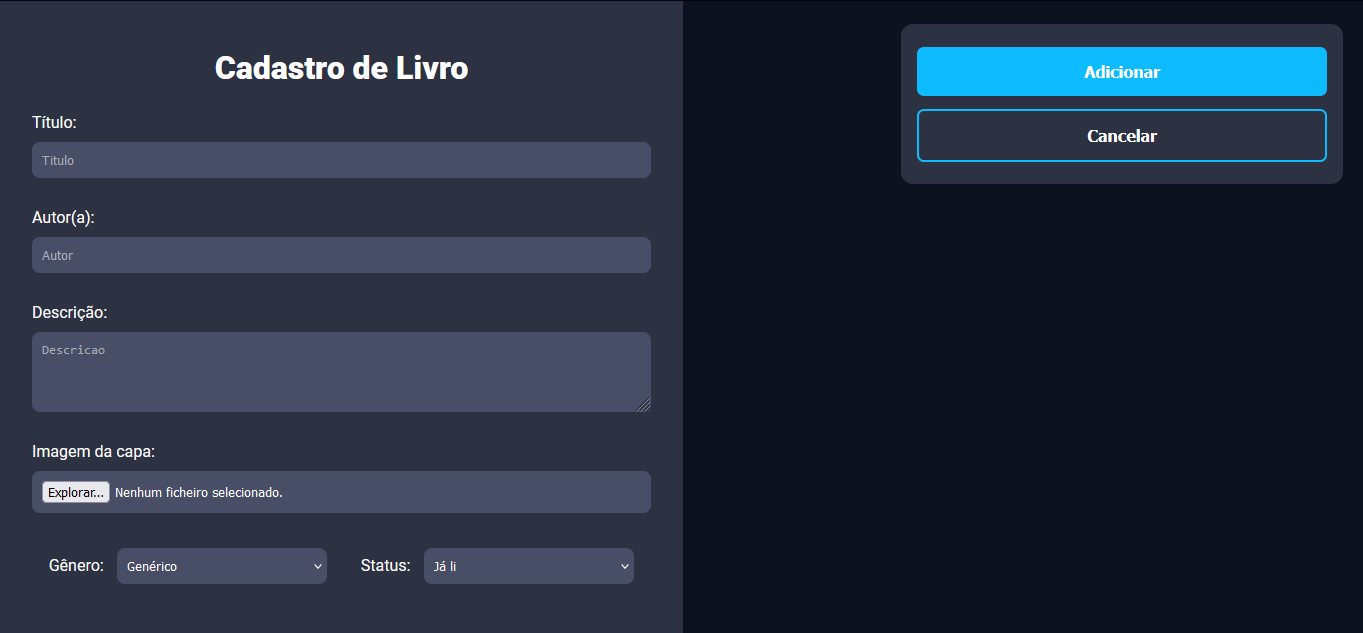 Cadastro de Livro
Título:
Titulo
Autor(a):
Autor
Descrição:
Descricao
Imagem da capa:
Explorar... Nenhum ficheiro selecionado.
Gênero: Genérico Status: Já li
Adicionar
Cancelar